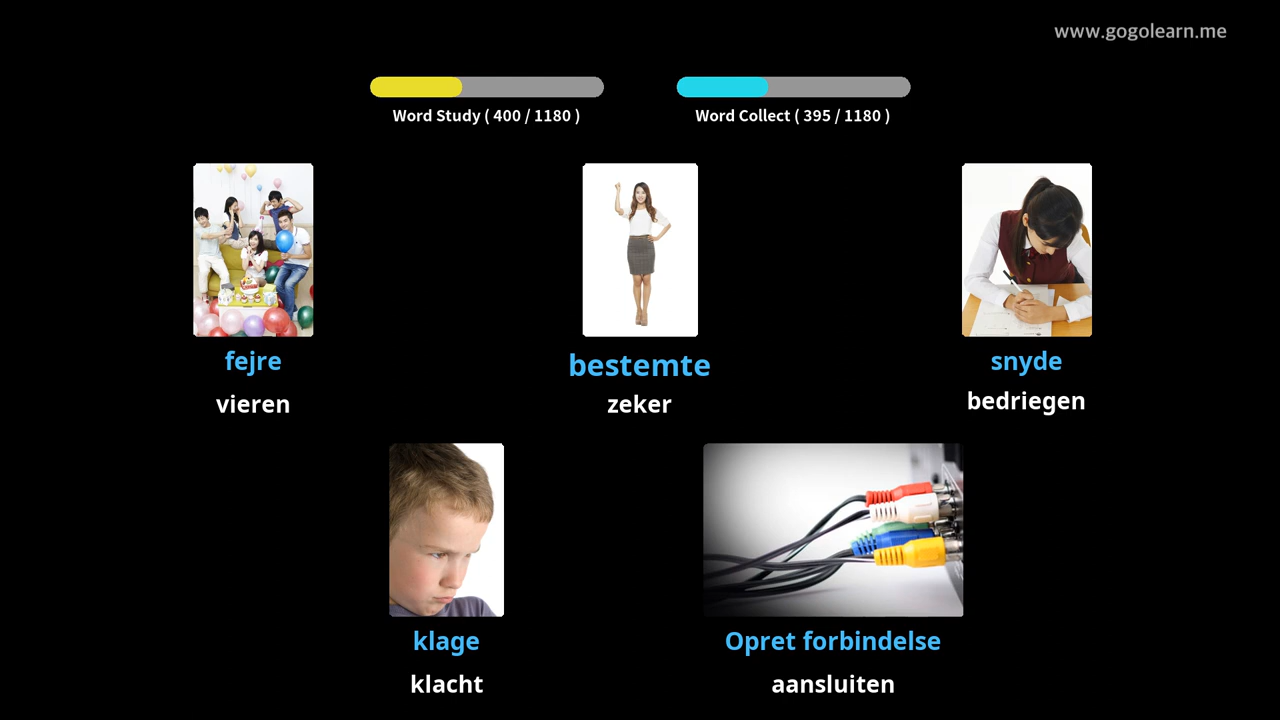 www.gogolearn.me
Word Study ( 400 / 1180 )
Word Collect ( 395 / 1180 )
fejre
vieren
bestemte
zeker
snyde
bedriegen
klage
klacht
Opret forbindelse
aansluiten